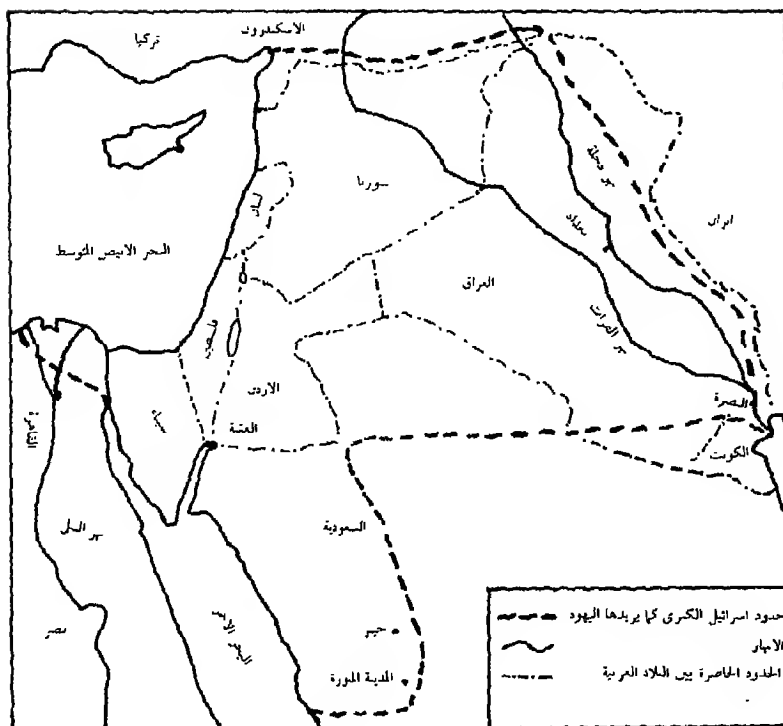 تركيا
الاسكندرون
سوريا
نهر دجلة
ايران
لبنان
بغداد
البحر الابيض المتوسط
العراق
نهر الفرات
فلسطين
الاردن
البصرة
القاهرة
سيناء
العقبة
الكويت
السعودية
نهر النيل
مصر
البحر الاحمر
خيبر
المدينة المنورة
حدود اسرائيل الكبرى كما يريدها اليهود
الانهار
الحدود الحاضرة بين البلاد العربية